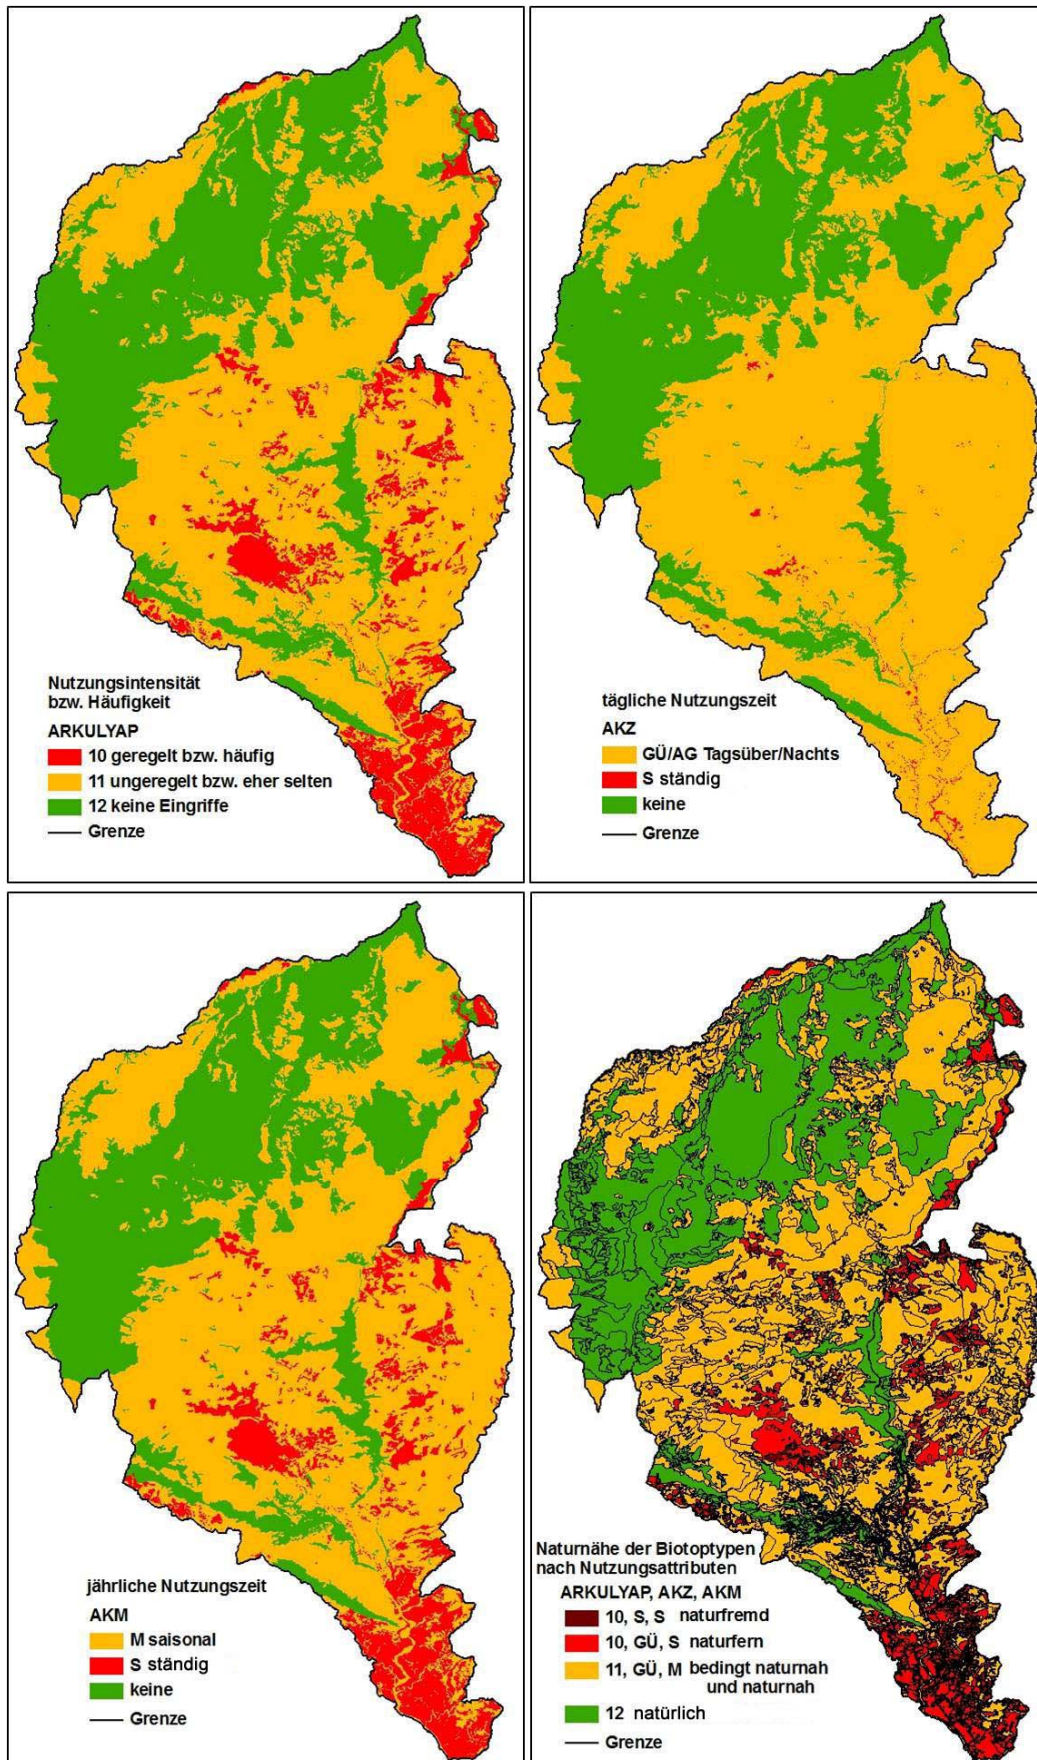 Nutzungsintensität
bzw. Häufigkeit
ARKULYAP
10 geregelt bzw. häufig
11 ungeregelt bzw. eher selten
12 keine Eingriffe
Grenze
tägliche Nutzungszeit
AKZ
GÜ/AG Tagsüber/Nachts
S ständig
keine
Grenze
jährliche Nutzungszeit
AKM
M saisonal
S ständig
keine
Grenze
Naturnähe der Biotoptypen
nach Nutzungsattributen
ARKULYAP, AKZ, AKM
10, S, S naturfremd
10, GÜ, S naturfern
11, GÜ, M bedingt naturnah
und naturnah
12 natürlich
Grenze